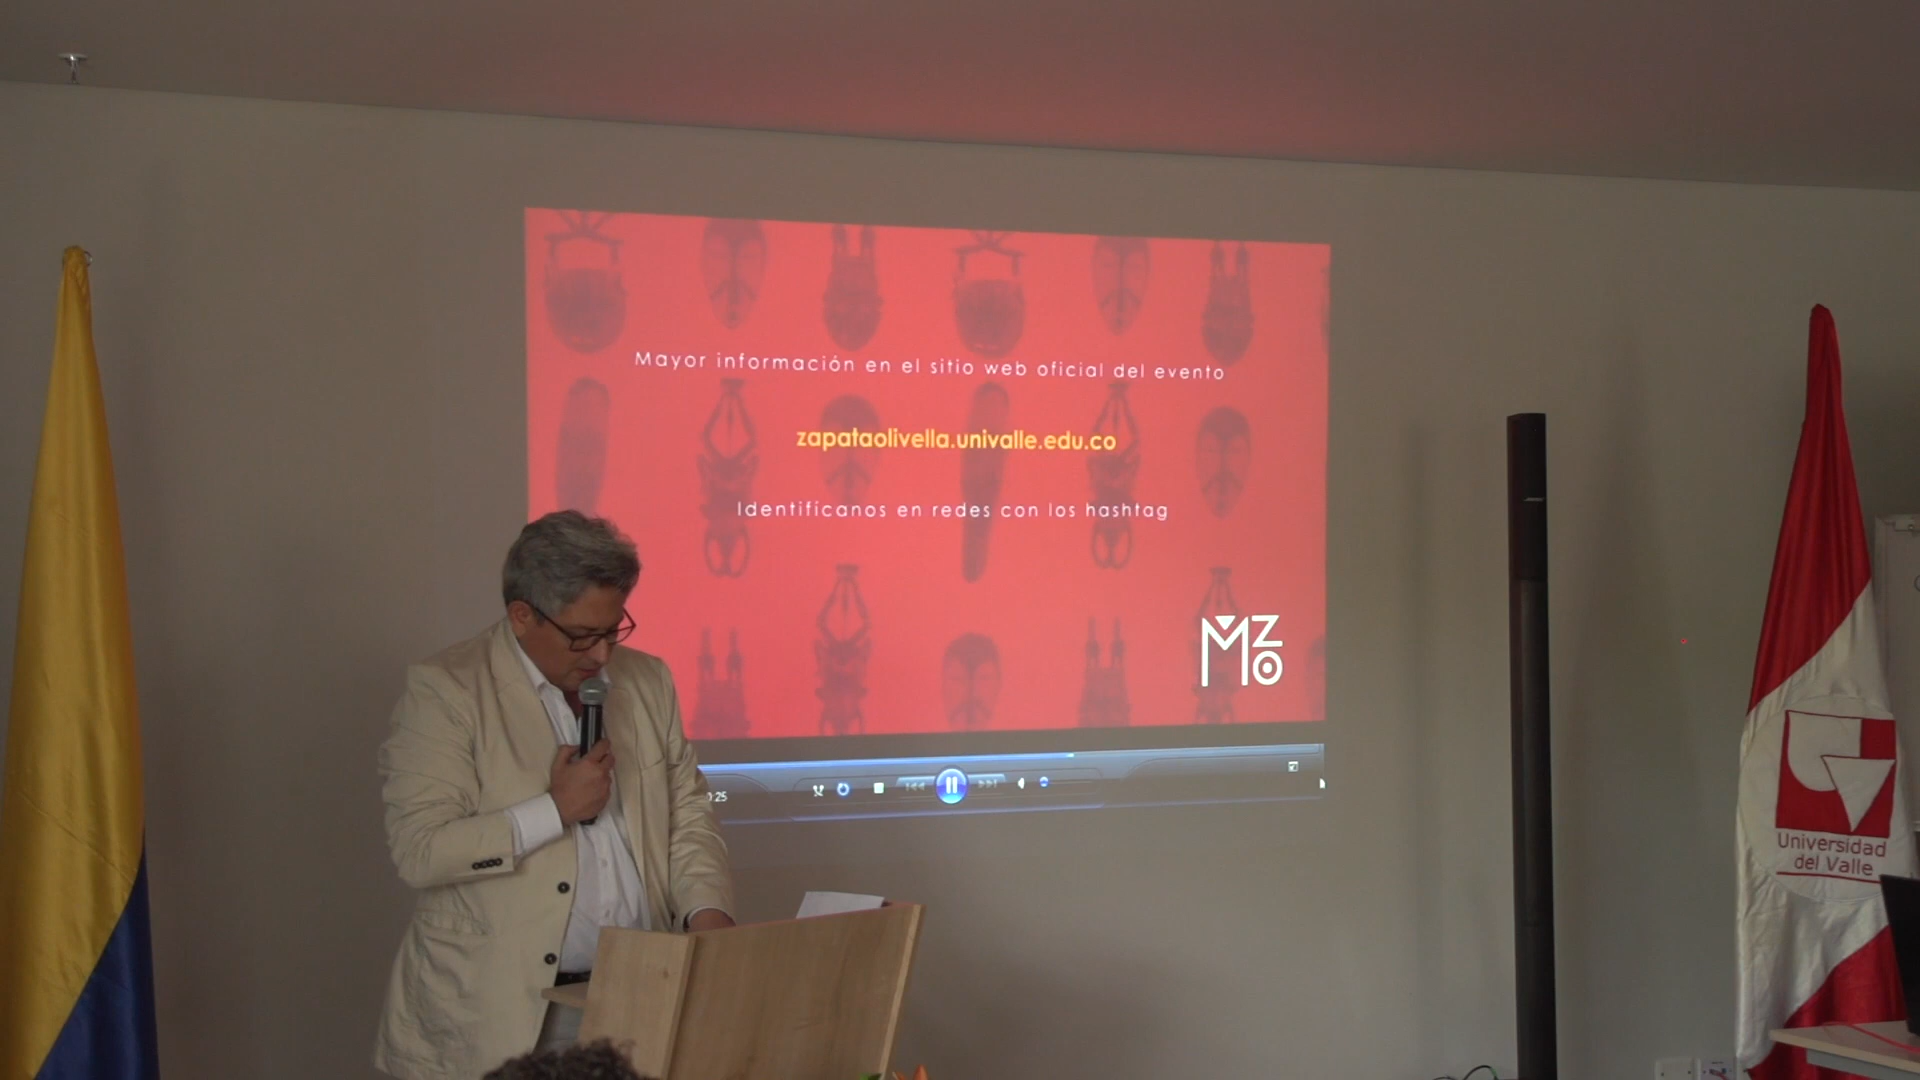 Mayor información en el sitio web oficial del evento
zapataolivella.univalle.edu.co
Identifícanos en redes con los hashtag
MZO
Universidad
del Valle